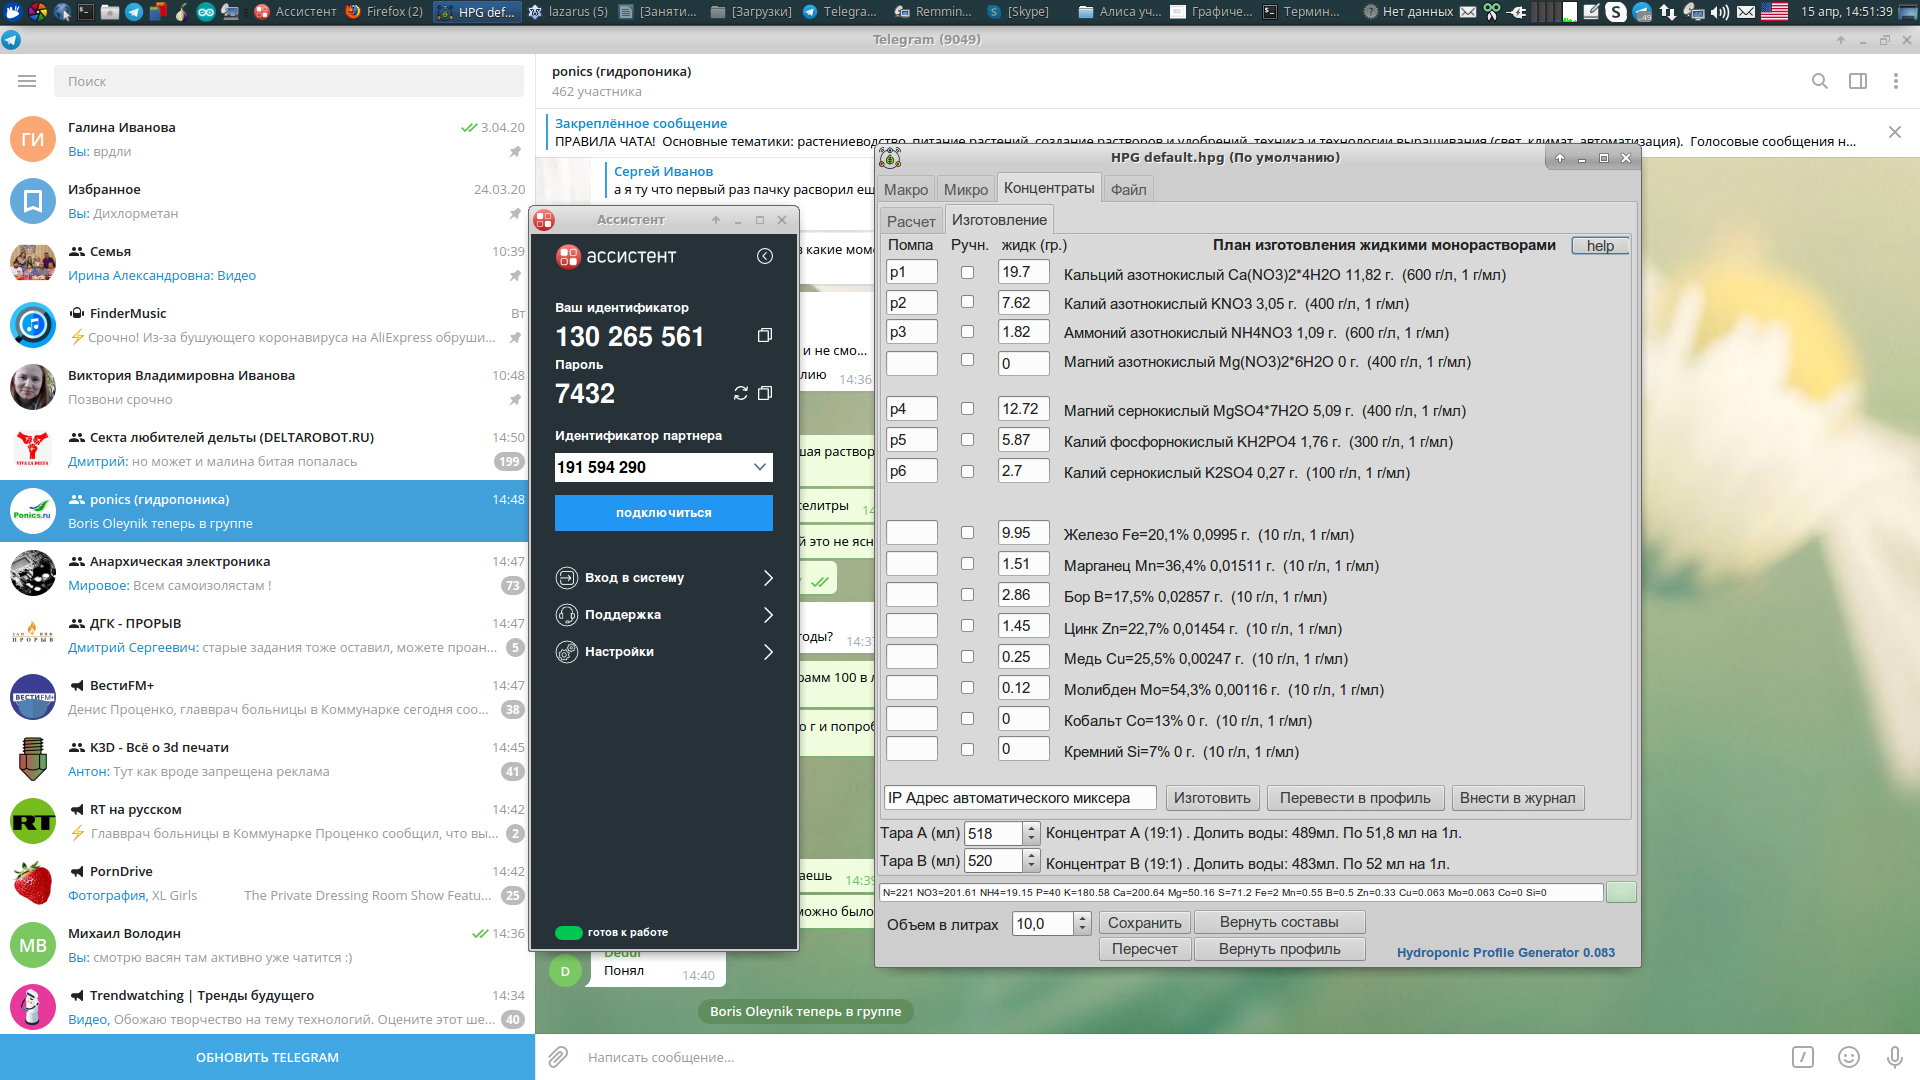 Ассистент
Firefox (2)
HPG def...
lazarus (5)
[Заняти...
[Загрузки]
Telegra...
Remmin...
[Skype]
Алиса уч...
Графиче...
Термин...
Нет данных
15 апр, 14:51:39
Telegram (9049)
Поиск
ГИ
Галина Иванова
3.04.20
Вы: врдли
Избранное
24.03.20
Вы: Дихлорметан
Семья
10:39
Ирина Александровна: Видео
FinderMusic
Вт
Срочно! Из-за бушующего коронавируса на AliExpress обруши...
Виктория Владимировна Иванова
10:48
Позвони срочно
Секта любителей дельты (DELTAROBOT.RU)
14:50
Дмитрий: но может и малина битая попалась
199
ponics (гидропоника)
14:48
Boris Oleynik теперь в группе
Ponics.ru
Анархическая электроника
14:47
Мировое: Всем самоизолястам !
73
ДГК - ПРОРЫВ
14:47
Дмитрий Сергеевич: старые задания тоже оставил, можете проан...
5
ВестиFM+
14:47
Денис Проценко, главврач больницы в Коммунарке сегодня соо...
38
K3D - Всё о 3d печати
14:45
Антон: Тут как вроде запрещена реклама
41
RT
RT на русском
14:42
Главврач больницы в Коммунарке Проценко сообщил, что вы...
2
PornDrive
14:42
Фотография, XL Girls The Private Dressing Room Show Featu...
25
МВ
Михаил Володин
14:36
Вы: смотрю васян там активно уже чатится :)
Trendwatching | Тренды будущего
14:34
Видео, Обожаю творчество на тему технологий. Оцените этот ше...
40
ОБНОВИТЬ TELEGRAM
ponics (гидропоника)
462 участника
Закреплённое сообщение
ПРАВИЛА ЧАТА! Основные тематики: растениеводство, питание растений, создание растворов и удобрений, техника и технологии выращивания (свет, климат, автоматизация). Голосовые сообщения н...
Сергей Иванов
а я ту что первый раз пачку расворил ещ
в какие моме
и не смо...
лию 14:36
шая раствор
селитры
й это не ясн
годы?
рамм 100 в л
о г и попроб
аешь
можно было
D
Dedul
Понял
14:40
Boris Oleynik теперь в группе
Написать сообщение...
Ассистент
ассистент
Ваш идентификатор
130 265 561
Пароль
7432
Идентификатор партнера
191 594 290
подключиться
Вход в систему
Поддержка
Настройки
готов к работе
HPG default.hpg (По умолчанию)
Макро
Микро
Концентраты
Файл
Расчет
Изготовление
Помпа
Ручн.
жидк (гр.)
План изготовления жидкими монорастворами
help
p1 19.7 Кальций азотнокислый Ca(NO3)2*4H2O 11,82 г. (600 г/л, 1 г/мл)
p2 7.62 Калий азотнокислый KNO3 3,05 г. (400 г/л, 1 г/мл)
p3 1.82 Аммоний азотнокислый NH4NO3 1,09 г. (600 г/л, 1 г/мл)
0 Магний азотнокислый Mg(NO3)2*6H2O 0 г. (400 г/л, 1 г/мл)
p4 12.72 Магний сернокислый MgSO4*7H2O 5,09 г. (400 г/л, 1 г/мл)
p5 5.87 Калий фосфорнокислый KH2PO4 1,76 г. (300 г/л, 1 г/мл)
p6 2.7 Калий сернокислый K2SO4 0,27 г. (100 г/л, 1 г/мл)
9.95 Железо Fe=20,1% 0,0995 г. (10 г/л, 1 г/мл)
1.51 Марганец Mn=36,4% 0,01511 г. (10 г/л, 1 г/мл)
2.86 Бор B=17,5% 0,02857 г. (10 г/л, 1 г/мл)
1.45 Цинк Zn=22,7% 0,01454 г. (10 г/л, 1 г/мл)
0.25 Медь Cu=25,5% 0,00247 г. (10 г/л, 1 г/мл)
0.12 Молибден Mo=54,3% 0,00116 г. (10 г/л, 1 г/мл)
0 Кобальт Co=13% 0 г. (10 г/л, 1 г/мл)
0 Кремний Si=7% 0 г. (10 г/л, 1 г/мл)
IP Адрес автоматического миксера
Изготовить
Перевести в профиль
Внести в журнал
Тара А (мл) 518 Концентрат А (19:1) . Долить воды: 489мл. По 51,8 мл на 1л.
Тара В (мл) 520 Концентрат В (19:1) . Долить воды: 483мл. По 52 мл на 1л.
N=221 NO3=201.61 NH4=19.15 P=40 K=180.58 Ca=200.64 Mg=50.16 S=71.2 Fe=2 Mn=0.55 B=0.5 Zn=0.33 Cu=0.063 Mo=0.063 Co=0 Si=0
Объем в литрах 10,0
Сохранить
Вернуть составы
Пересчет
Вернуть профиль
Hydroponic Profile Generator 0.083